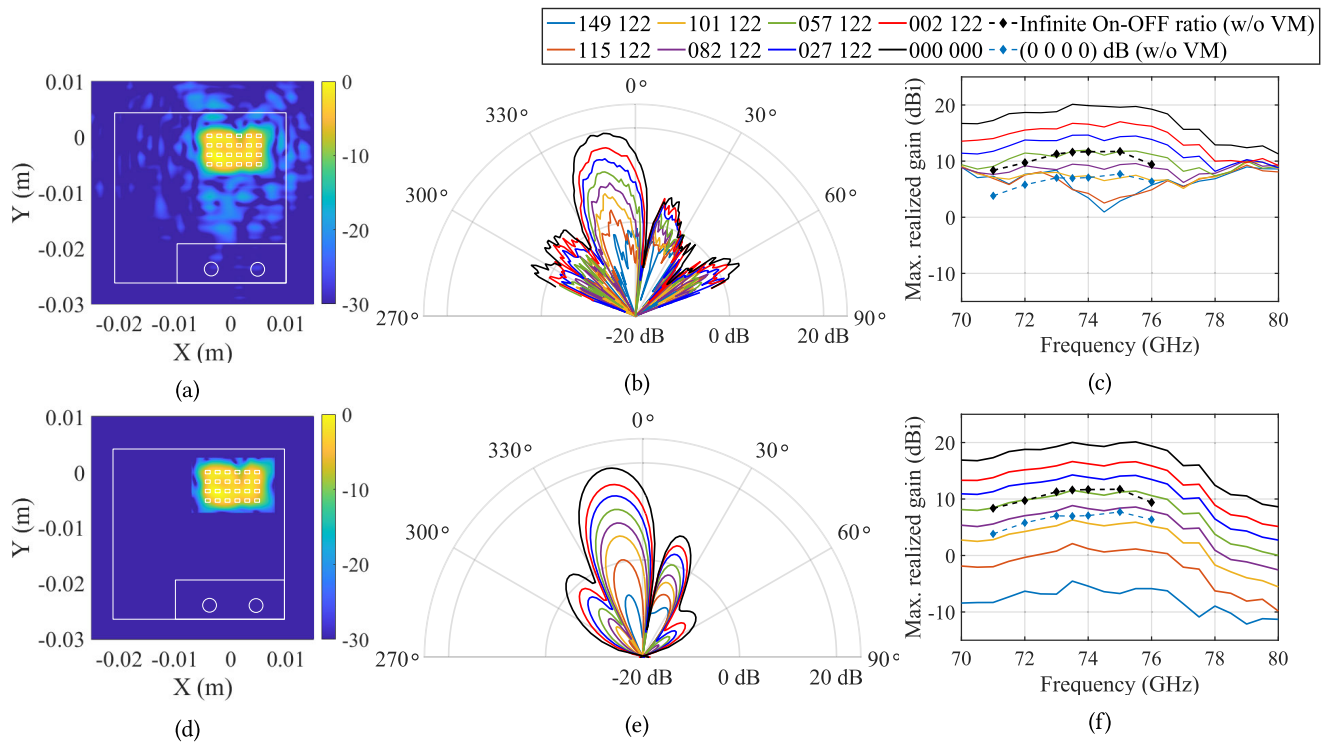 149 122 101 122 057 122 002 122 Infinite On-OFF ratio (w/o VM)
115 122 082 122 027 122 000 000 (0 0 0 0) dB (w/o VM)
0.01
0
-0.01
-0.02
-0.03
Y (m)
-0.02 -0.01 0 0.01
X (m)
0
-10
-20
-30
(a)
0°
330° 30°
300° 60°
270° 90°
-20 dB 0 dB 20 dB
(b)
Max. realized gain (dBi)
20
10
0
-10
70 72 74 76 78 80
Frequency (GHz)
(c)
0.01
0
-0.01
-0.02
-0.03
Y (m)
-0.02 -0.01 0 0.01
X (m)
0
-10
-20
-30
(d)
0°
330° 30°
300° 60°
270° 90°
-20 dB 0 dB 20 dB
(e)
Max. realized gain (dBi)
20
10
0
-10
70 72 74 76 78 80
Frequency (GHz)
(f)